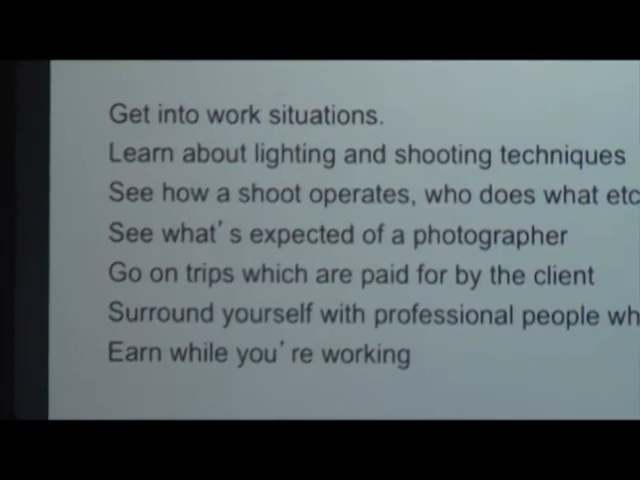 Get into work situations.
Learn about lighting and shooting techniques
See how a shoot operates, who does what etc
See what's expected of a photographer
Go on trips which are paid for by the client
Surround yourself with professional people wh
Earn while you're working